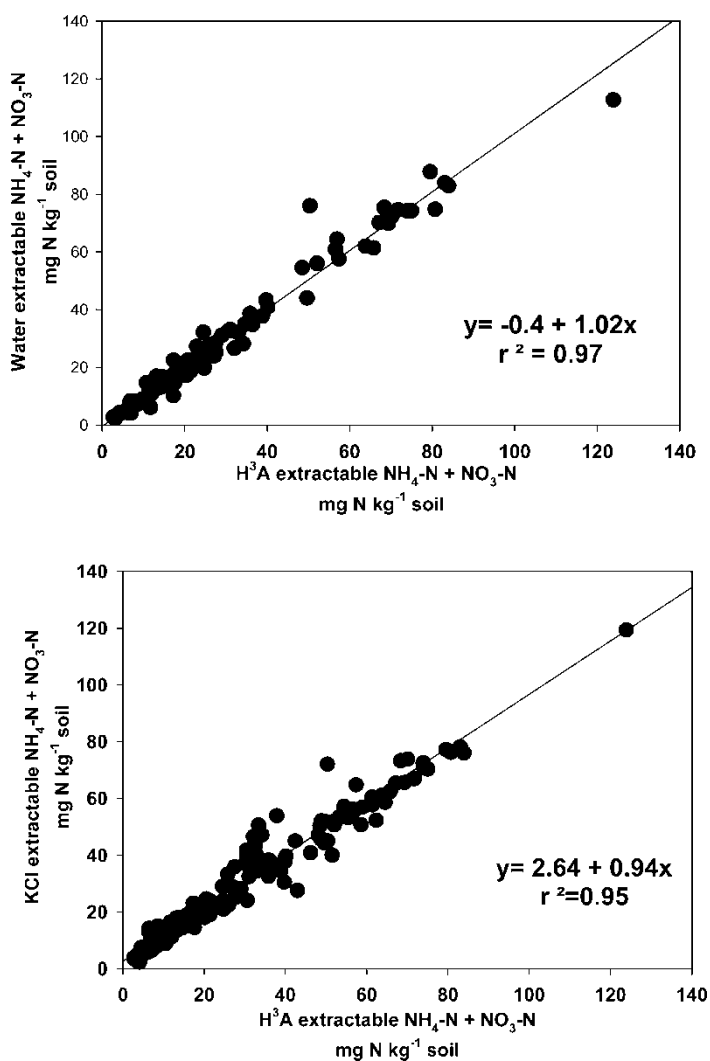 140
120
100
80
60
40
20
0
Water extractable NH₄-N + NO₃-N
mg N kg⁻¹ soil
y= -0.4 + 1.02x
r ² = 0.97
0 20 40 60 80 100 120 140
H³A extractable NH₄-N + NO₃-N
mg N kg⁻¹ soil
140
120
100
80
60
40
20
0
KCl extractable NH₄-N + NO₃-N
mg N kg⁻¹ soil
y= 2.64 + 0.94x
r ²=0.95
0 20 40 60 80 100 120 140
H³A extractable NH₄-N + NO₃-N
mg N kg⁻¹ soil